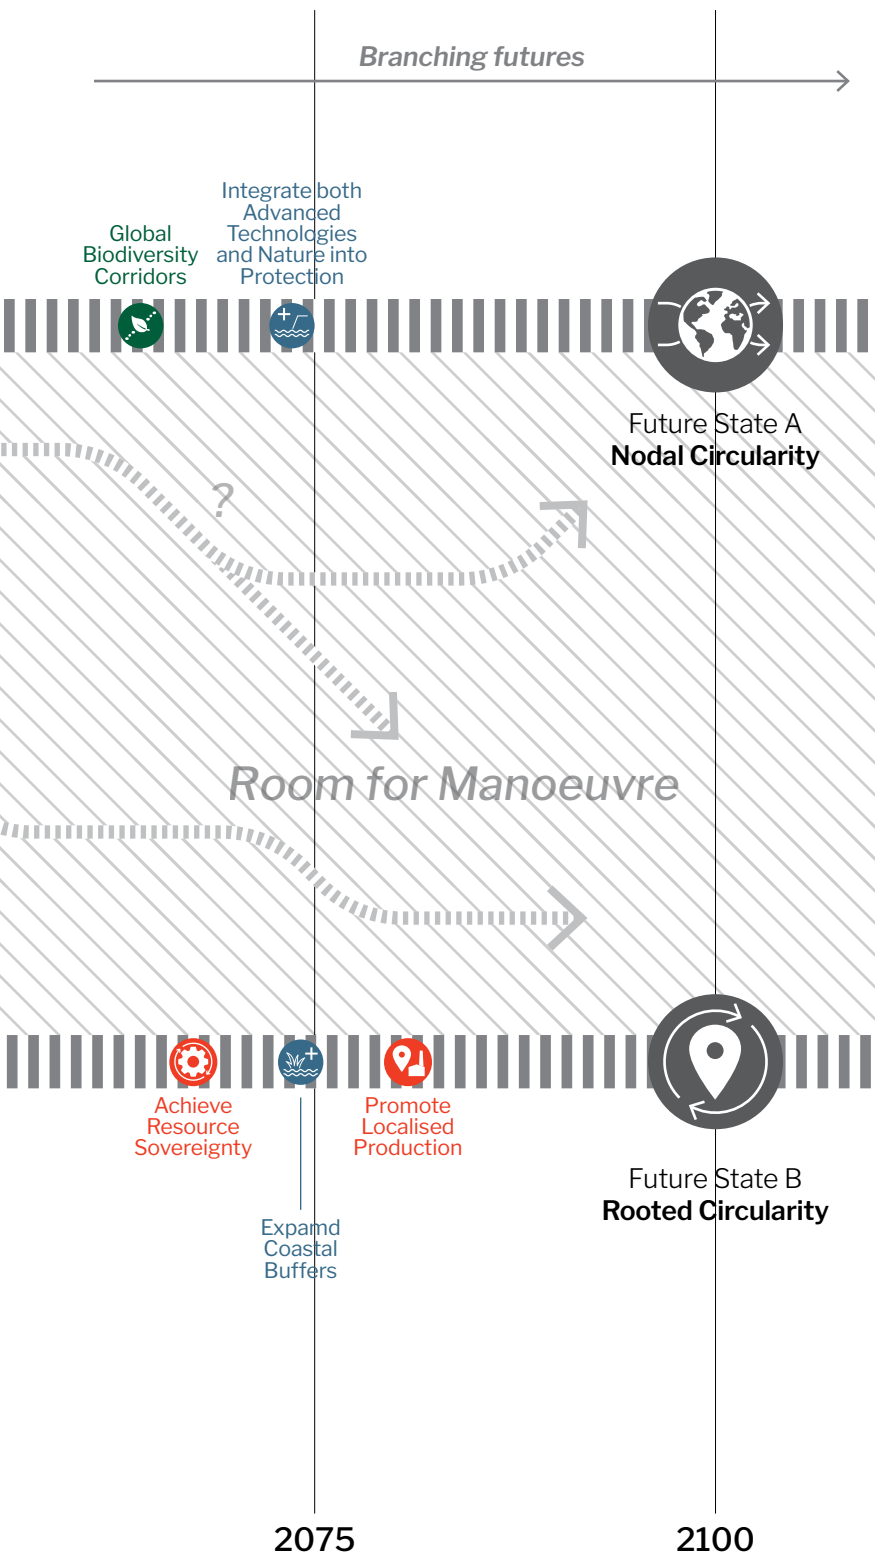 Branching futures
Global
Biodiversity
Corridors
Integrate both
Advanced
Technologies
and Nature into
Protection
Future State A
Nodal Circularity
?
Room for Manoeuvre
Achieve
Resource
Sovereignty
Promote
Localised
Production
Expamd
Coastal
Buffers
Future State B
Rooted Circularity
2075
2100